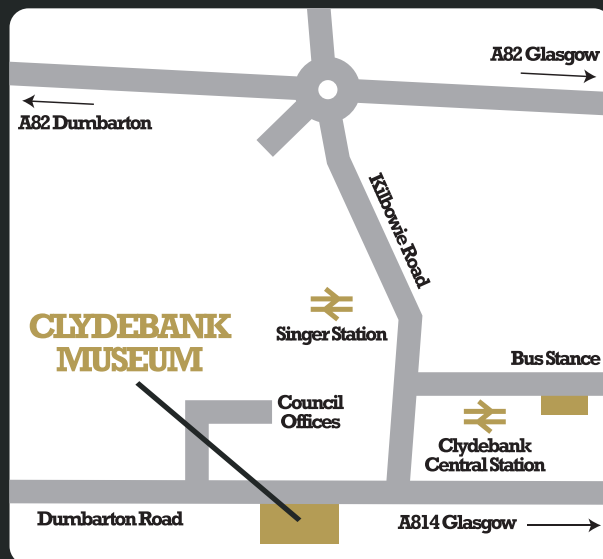 A82 Glasgow
A82 Dumbarton
Kilbowie Road
CLYDEBANK
MUSEUM
Singer Station
Bus Stance
Council
Offices
Clydebank
Central Station
Dumbarton Road
A814 Glasgow